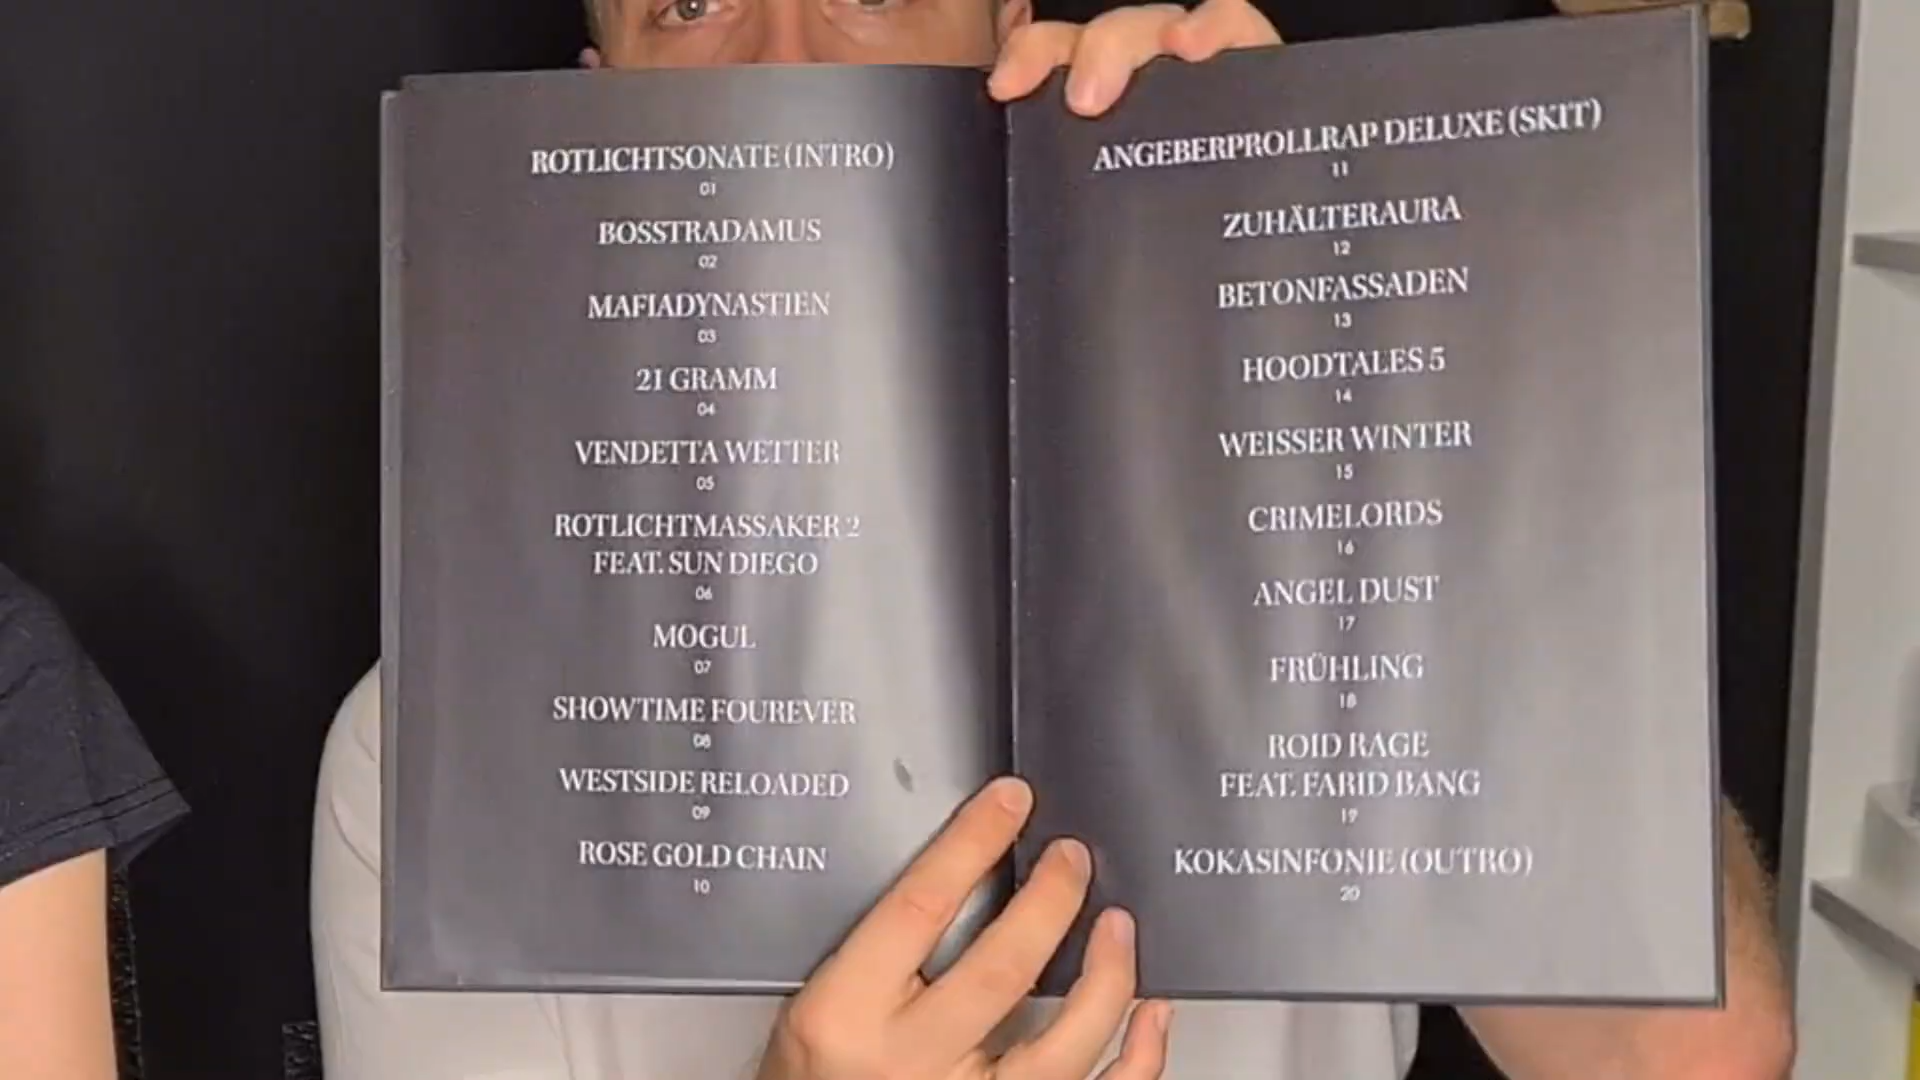 ROTLICHTSONATE (INTRO)
01
BOSSTRADAMUS
02
MAFIADYNASTIEN
03
21 GRAMM
04
VENDETTA WETTER
05
ROTLICHTMASSAKER 2
FEAT. SUN DIEGO
06
MOGUL
07
SHOWTIME FOUREVER
08
WESTSIDE RELOADED
09
ROSE GOLD CHAIN
10
ANGEBERPROLLRAP DELUXE (SKIT)
11
ZUHÄLTERAURA
12
BETONFASSADEN
13
HOODTALES 5
14
WEISSER WINTER
15
CRIMELORDS
16
ANGEL DUST
17
FRÜHLING
18
ROID RAGE
FEAT. FARID BANG
19
KOKASINFONIE (OUTRO)
20